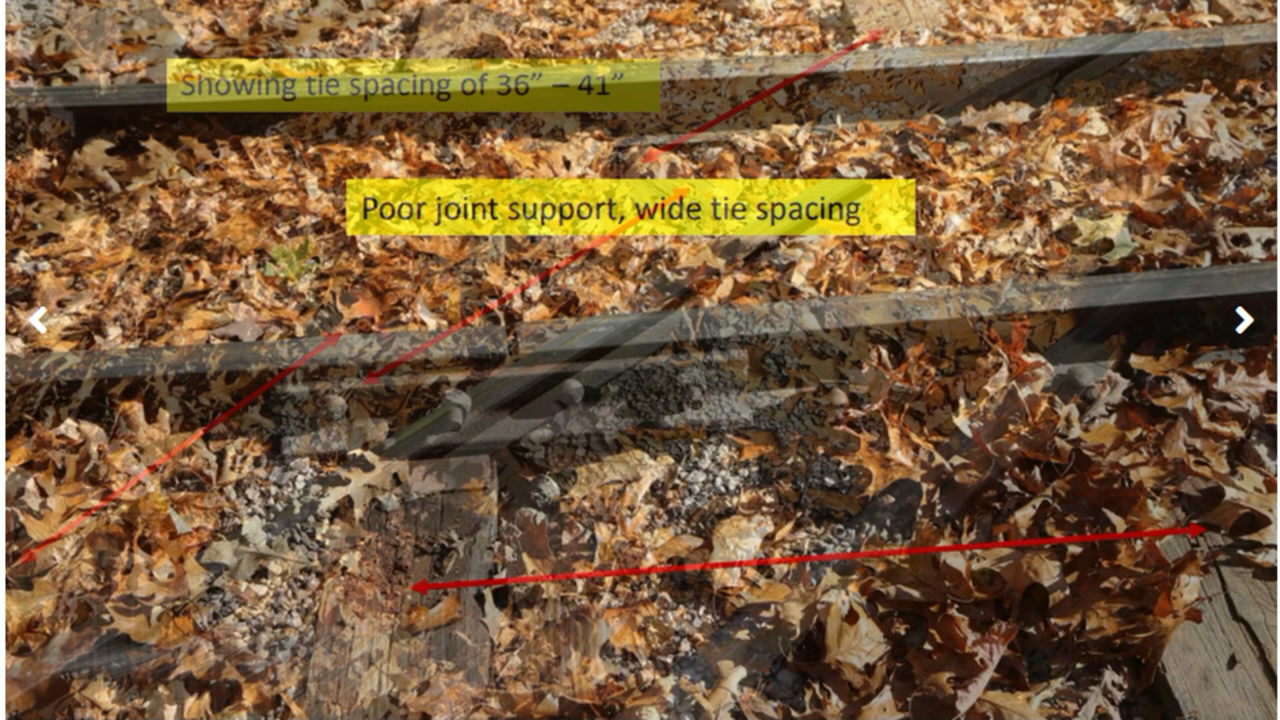 Showing tie spacing of 36” – 41”
Poor joint support, wide tie spacing